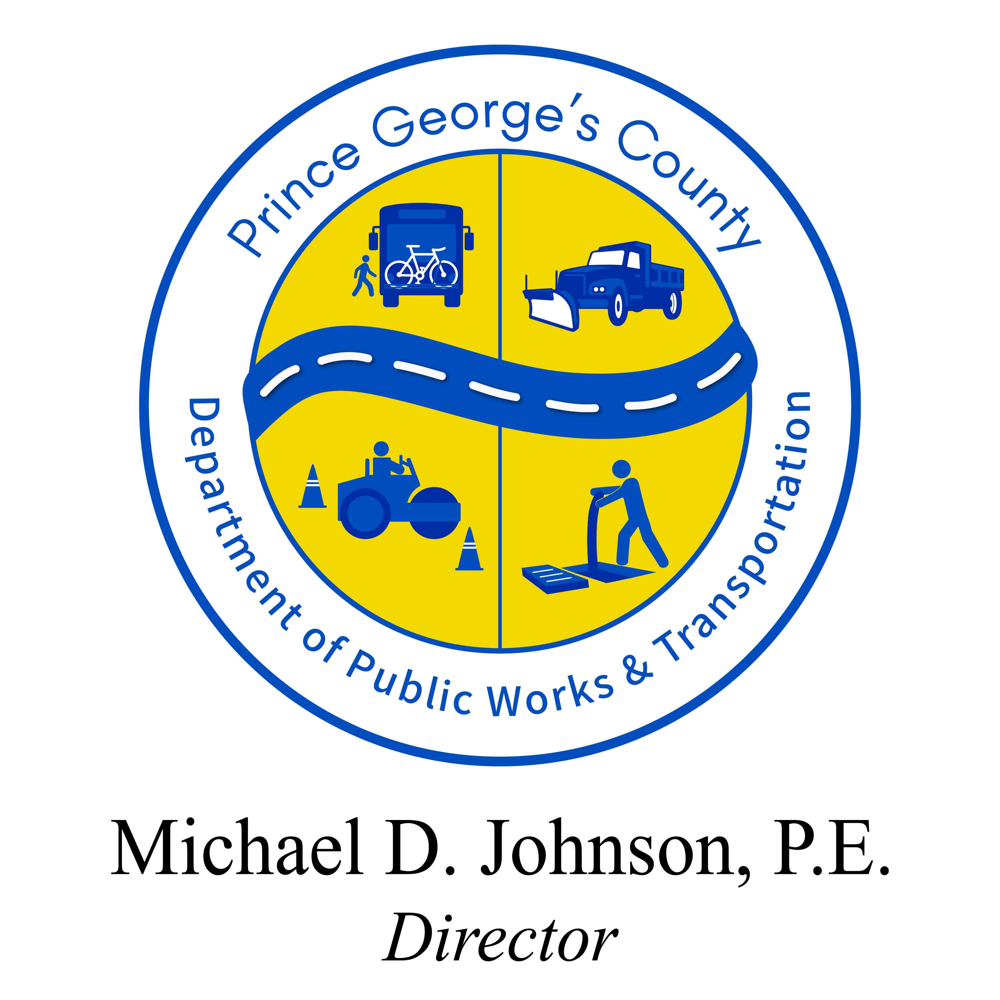 Prince George's County
Department of Public Works & Transportation
Michael D. Johnson, P.E.
Director